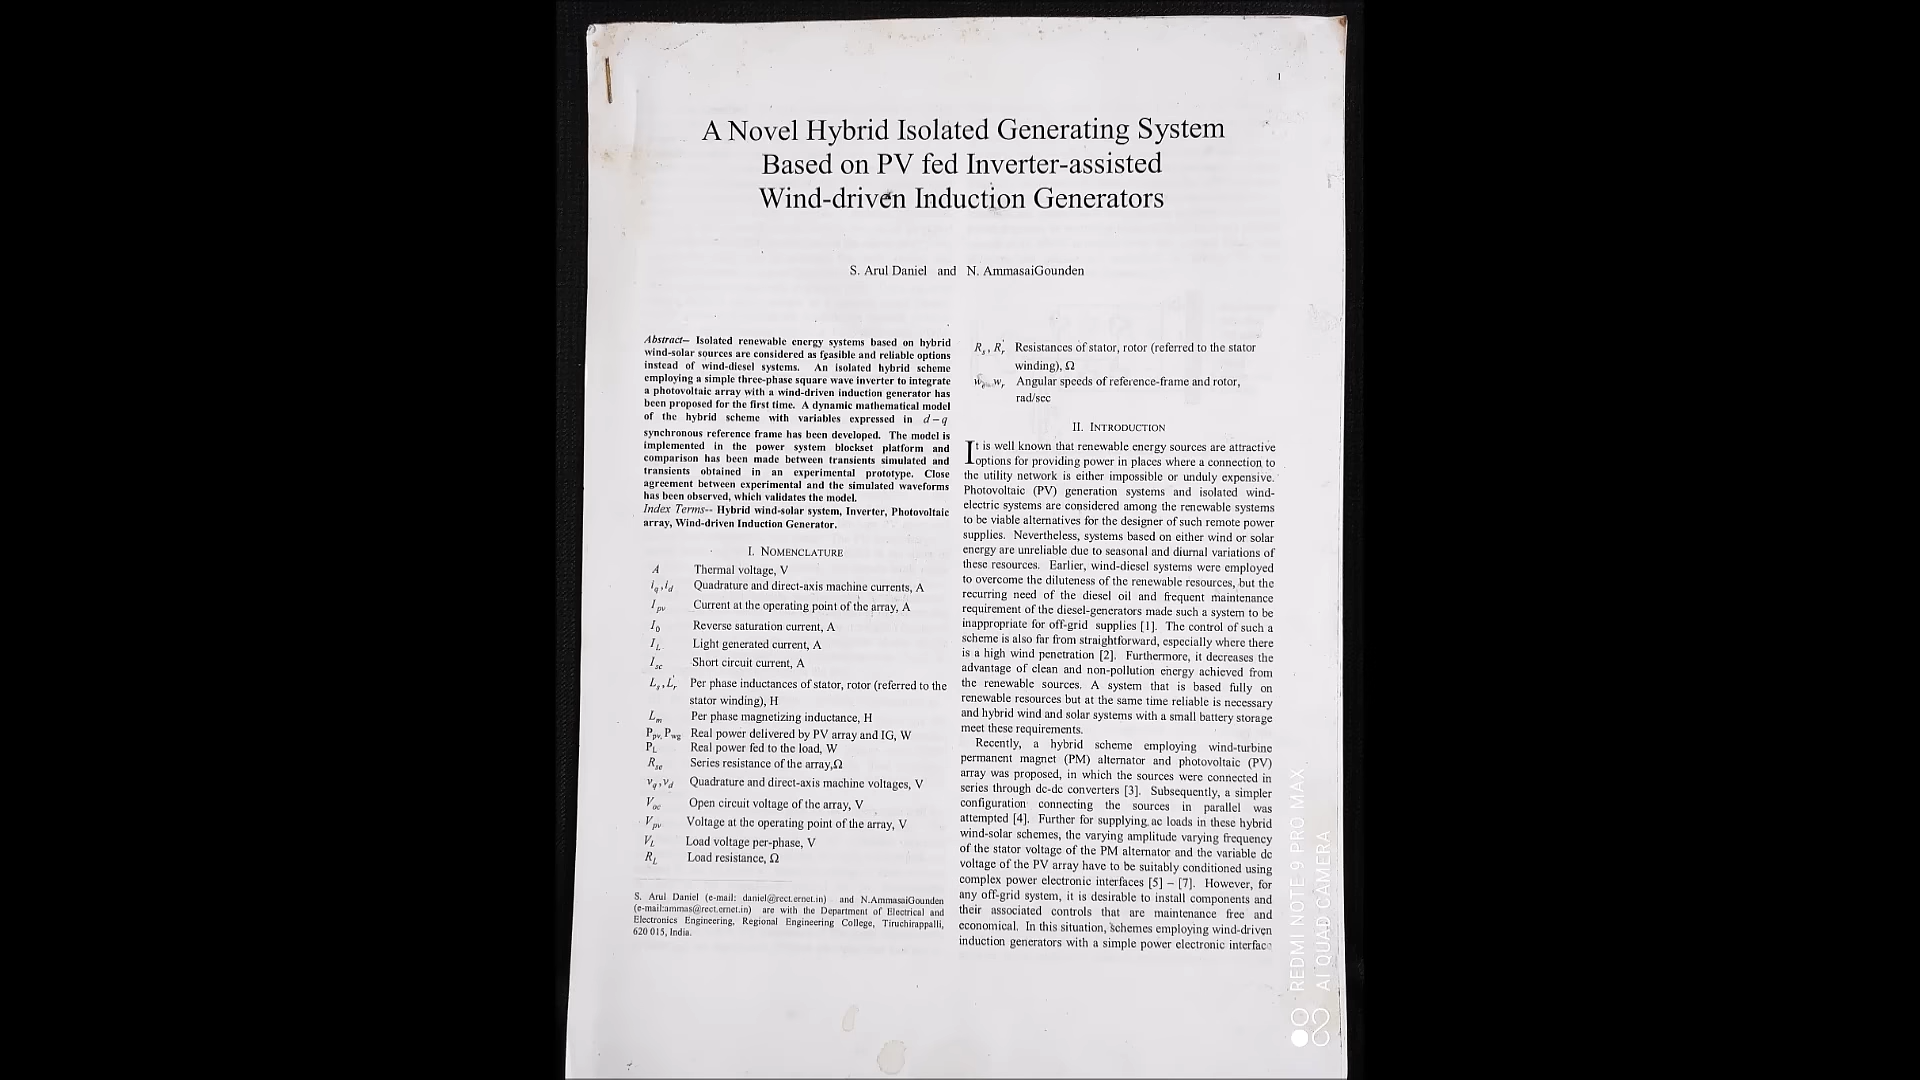 1
A Novel Hybrid Isolated Generating System
Based on PV fed Inverter-assisted
Wind-driven Induction Generators
S. Arul Daniel and N. AmmasaiGounden
Abstract– Isolated renewable energy systems based on hybrid
wind-solar sources are considered as feasible and reliable options
instead of wind-diesel systems. An isolated hybrid scheme
employing a simple three-phase square wave inverter to integrate
a photovoltaic array with a wind-driven induction generator has
been proposed for the first time. A dynamic mathematical model
of the hybrid scheme with variables expressed in d – q
synchronous reference frame has been developed. The model is
implemented in the power system blockset platform and
comparison has been made between transients simulated and
transients obtained in an experimental prototype. Close
agreement between experimental and the simulated waveforms
has been observed, which validates the model.
Index Terms-- Hybrid wind-solar system, Inverter, Photovoltaic
array, Wind-driven Induction Generator.
I. NOMENCLATURE
A Thermal voltage, V
iq, id Quadrature and direct-axis machine currents, A
Ipv Current at the operating point of the array, A
I0 Reverse saturation current, A
IL Light generated current, A
Isc Short circuit current, A
Ls, L'r Per phase inductances of stator, rotor (referred to the
stator winding), H
Lm Per phase magnetizing inductance, H
Ppv, Pwg Real power delivered by PV array and IG, W
PL Real power fed to the load, W
Rse Series resistance of the array,Ω
vq, vd Quadrature and direct-axis machine voltages, V
Voc Open circuit voltage of the array, V
Vpv Voltage at the operating point of the array, V
VL Load voltage per-phase, V
RL Load resistance, Ω
S. Arul Daniel (e-mail: daniel@rect.ernet.in) and N.AmmasaiGounden
(e-mail:ammas@rect.ernet.in) are with the Department of Electrical and
Electronics Engineering, Regional Engineering College, Tiruchirappalli,
620 015, India.
Rs, R'r Resistances of stator, rotor (referred to the stator
winding), Ω
we, wr Angular speeds of reference-frame and rotor,
rad/sec
II. INTRODUCTION
It is well known that renewable energy sources are attractive
options for providing power in places where a connection to
the utility network is either impossible or unduly expensive.
Photovoltaic (PV) generation systems and isolated wind-
electric systems are considered among the renewable systems
to be viable alternatives for the designer of such remote power
supplies. Nevertheless, systems based on either wind or solar
energy are unreliable due to seasonal and diurnal variations of
these resources. Earlier, wind-diesel systems were employed
to overcome the diluteness of the renewable resources, but the
recurring need of the diesel oil and frequent maintenance
requirement of the diesel-generators made such a system to be
inappropriate for off-grid supplies [1]. The control of such a
scheme is also far from straightforward, especially where there
is a high wind penetration [2]. Furthermore, it decreases the
advantage of clean and non-pollution energy achieved from
the renewable sources. A system that is based fully on
renewable resources but at the same time reliable is necessary
and hybrid wind and solar systems with a small battery storage
meet these requirements.
Recently, a hybrid scheme employing wind-turbine
permanent magnet (PM) alternator and photovoltaic (PV)
array was proposed, in which the sources were connected in
series through dc-dc converters [3]. Subsequently, a simpler
configuration connecting the sources in parallel was
attempted [4]. Further for supplying ac loads in these hybrid
wind-solar schemes, the varying amplitude varying frequency
of the stator voltage of the PM alternator and the variable dc
voltage of the PV array have to be suitably conditioned using
complex power electronic interfaces [5] – [7]. However, for
any off-grid system, it is desirable to install components and
their associated controls that are maintenance free and
economical. In this situation, schemes employing wind-driven
induction generators with a simple power electronic interface
REDMI NOTE 9 PRO MAX
AI QUAD CAMERA